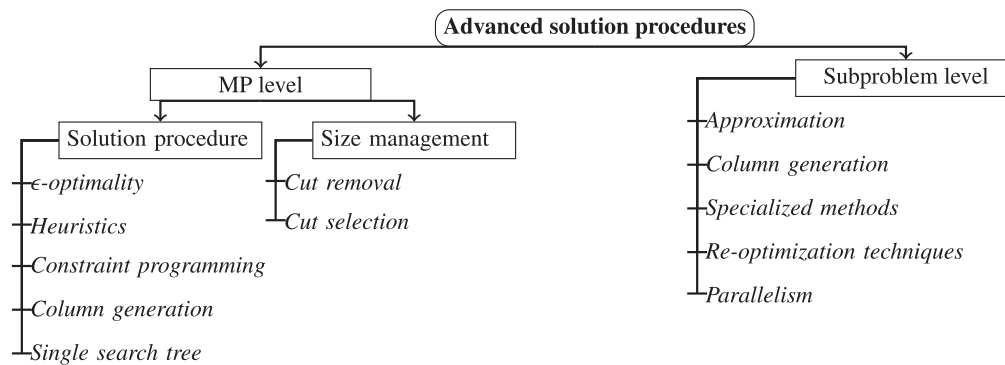 Advanced solution procedures
MP level
Subproblem level
Solution procedure
Size management
ϵ-optimality
Heuristics
Constraint programming
Column generation
Single search tree
Cut removal
Cut selection
Approximation
Column generation
Specialized methods
Re-optimization techniques
Parallelism